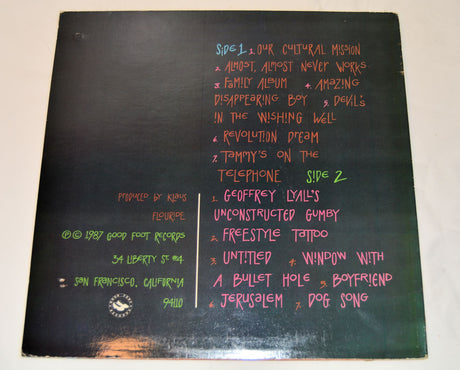 SIDE 1 1. OUR CULTURAL MISSION
2. ALMOST, ALMOST NEVER WORKS
3. FAMILY ALBUM 4. AMAZING
DISAPPEARING BOY 5. DEVIL'S
IN THE WISHING WELL
6. REVOLUTION DREAM
7. TAMMY'S ON THE
TELEPHONE SIDE 2
1. GEOFFREY LYALL'S
UNCONSTRUCTED GUMBY
2. FREESTYLE TATTOO
3. UNTITLED 4. WINDOW WITH
A BULLET HOLE 5. BOYFRIEND
6. JERUSALEM 7. DOG SONG
PRODUCED BY KLAUS
FLOURIDE
℗ © 1987 GOOD FOOT RECORDS
34 LIBERTY ST #4
SAN FRANCISCO, CALIFORNIA
94110